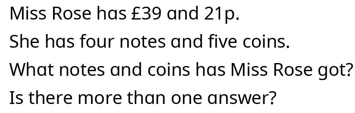 Miss Rose has £39 and 21p.
She has four notes and five coins.
What notes and coins has Miss Rose got?
Is there more than one answer?